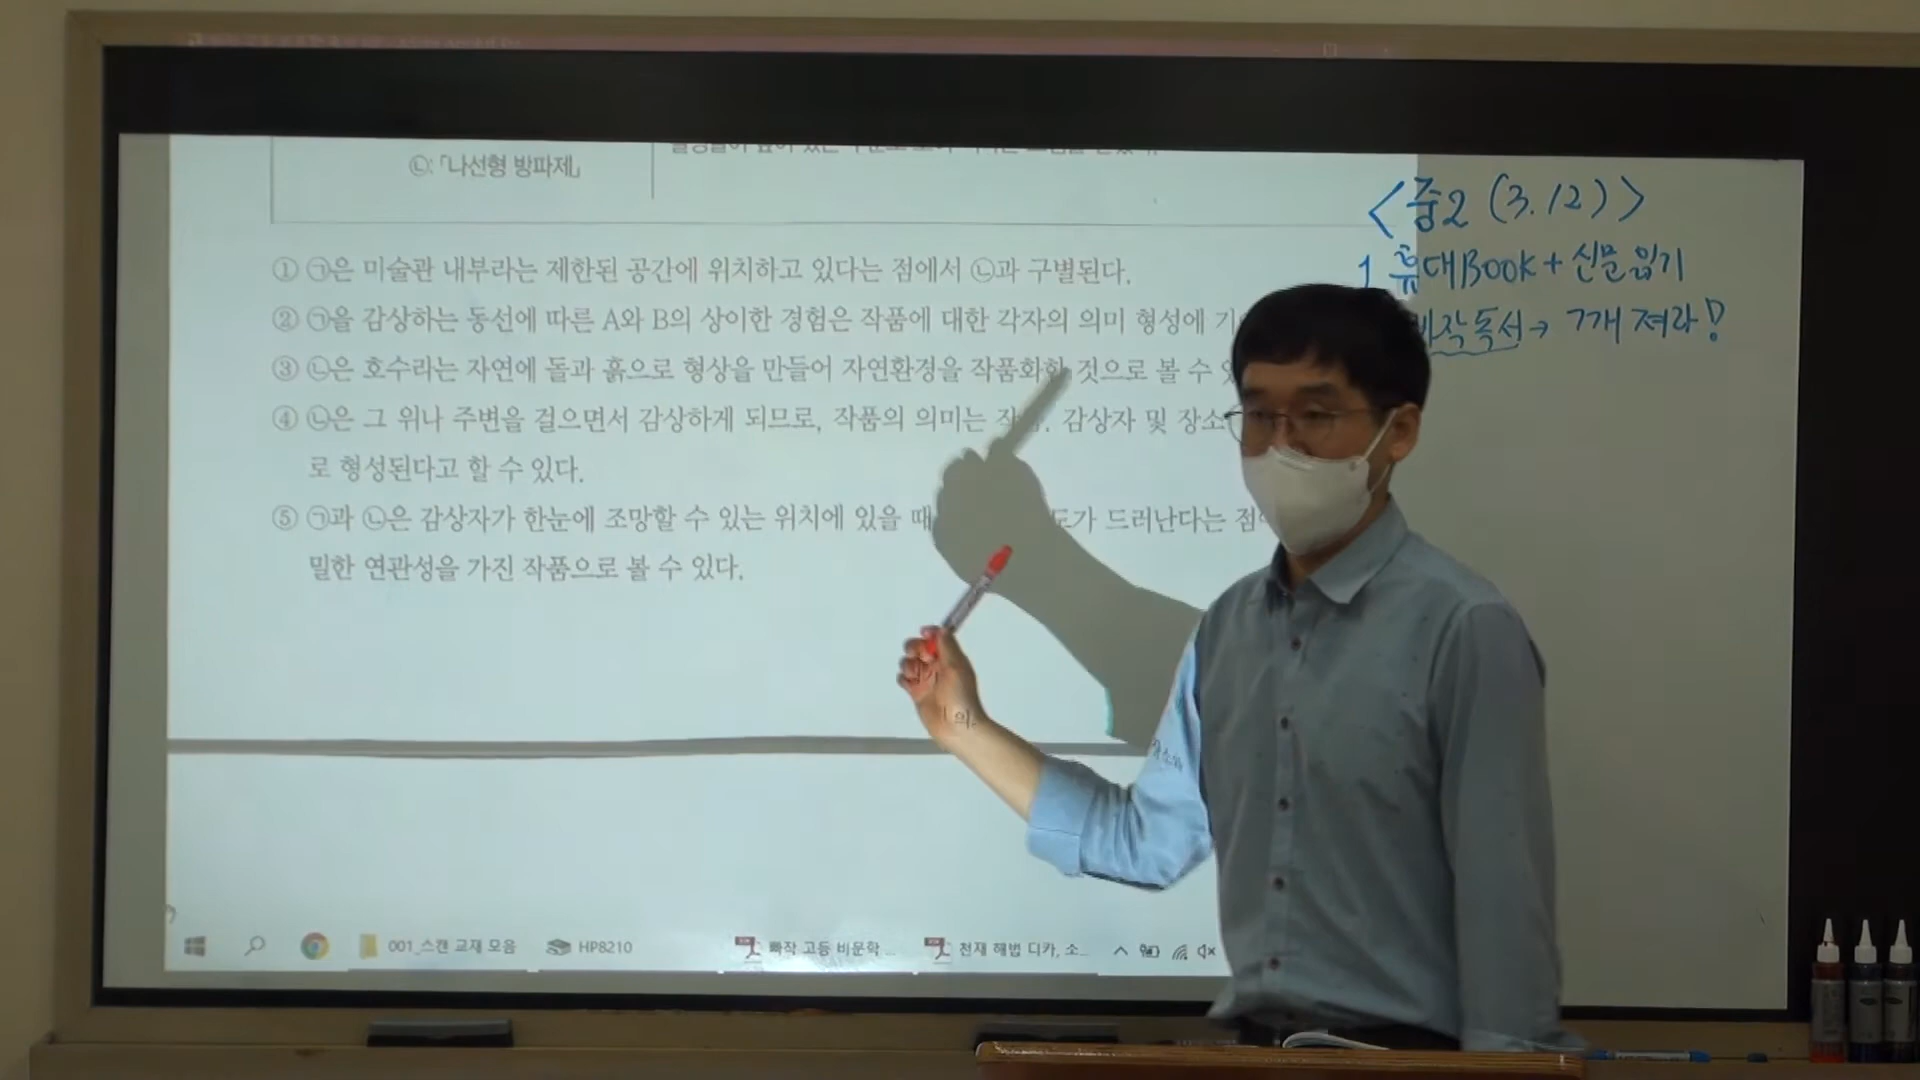 ㉡: 「나선형 방파제」
① ㉠은 미술관 내부라는 제한된 공간에 위치하고 있다는 점에서 ㉡과 구별된다.
② ㉠을 감상하는 동선에 따른 A와 B의 상이한 경험은 작품에 대한 각자의 의미 형성에 기
③ ㉡은 호수라는 자연에 돌과 흙으로 형상을 만들어 자연환경을 작품화한 것으로 볼 수
④ ㉡은 그 위나 주변을 걸으면서 감상하게 되므로, 작품의 의미는 감상자 및 장소
로 형성된다고 할 수 있다.
⑤ ㉠과 ㉡은 감상자가 한눈에 조망할 수 있는 위치에 있을 때 도가 드러난다는
밀한 연관성을 가진 작품으로 볼 수 있다.
<중2 (3.12)>
1 휴대BOOK + 신문 읽기
독서→ 7개 져라!
001_스캔 교재 모음
HP8210
빠작 고등 비문학 ...
천재 해법 디카, 소...